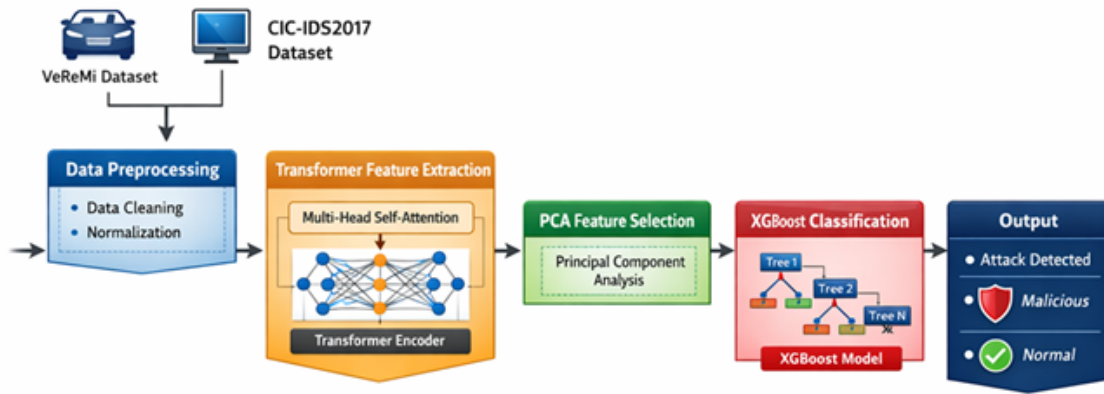 CIC-IDS2017
Dataset
VeReMi Dataset
Data Preprocessing
• Data Cleaning
• Normalization
Transformer Feature Extraction
Multi-Head Self-Attention
Transformer Encoder
PCA Feature Selection
Principal Component
Analysis
XGBoost Classification
Tree 1
Tree 2
Tree N
XGBoost Model
Output
• Attack Detected
• Malicious
• Normal